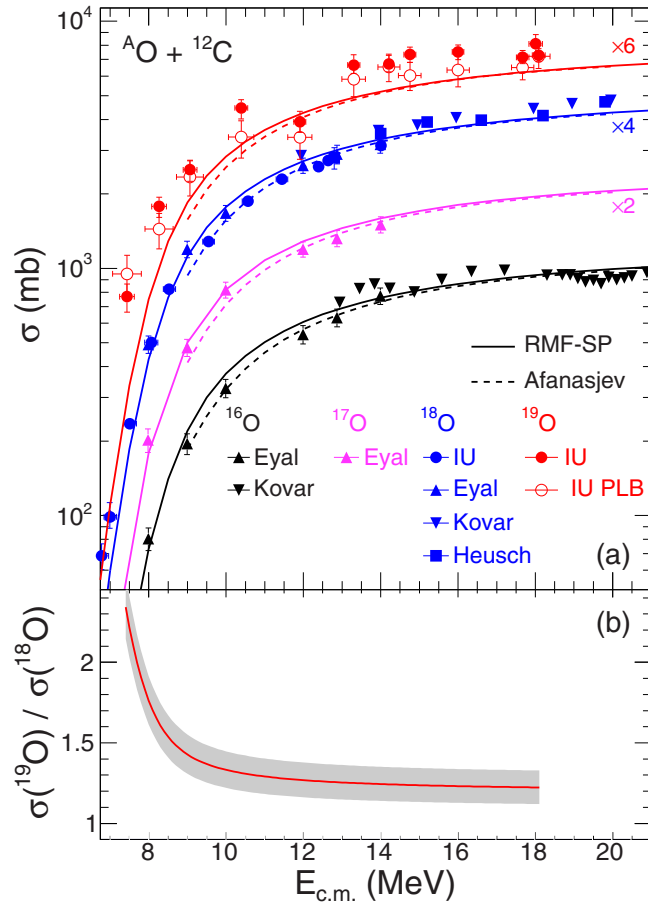 10⁴
ᴬO + ¹²C
×6
×4
×2
10³
σ (mb)
RMF-SP
Afanasjev
¹⁶O ¹⁷O ¹⁸O ¹⁹O
Eyal Eyal IU IU
Kovar Eyal IU PLB
Kovar
10²
Heusch
(a)
(b)
σ(¹⁹O) / σ(¹⁸O)
2
1.5
1
8 10 12 14 16 18 20
E_c.m. (MeV)